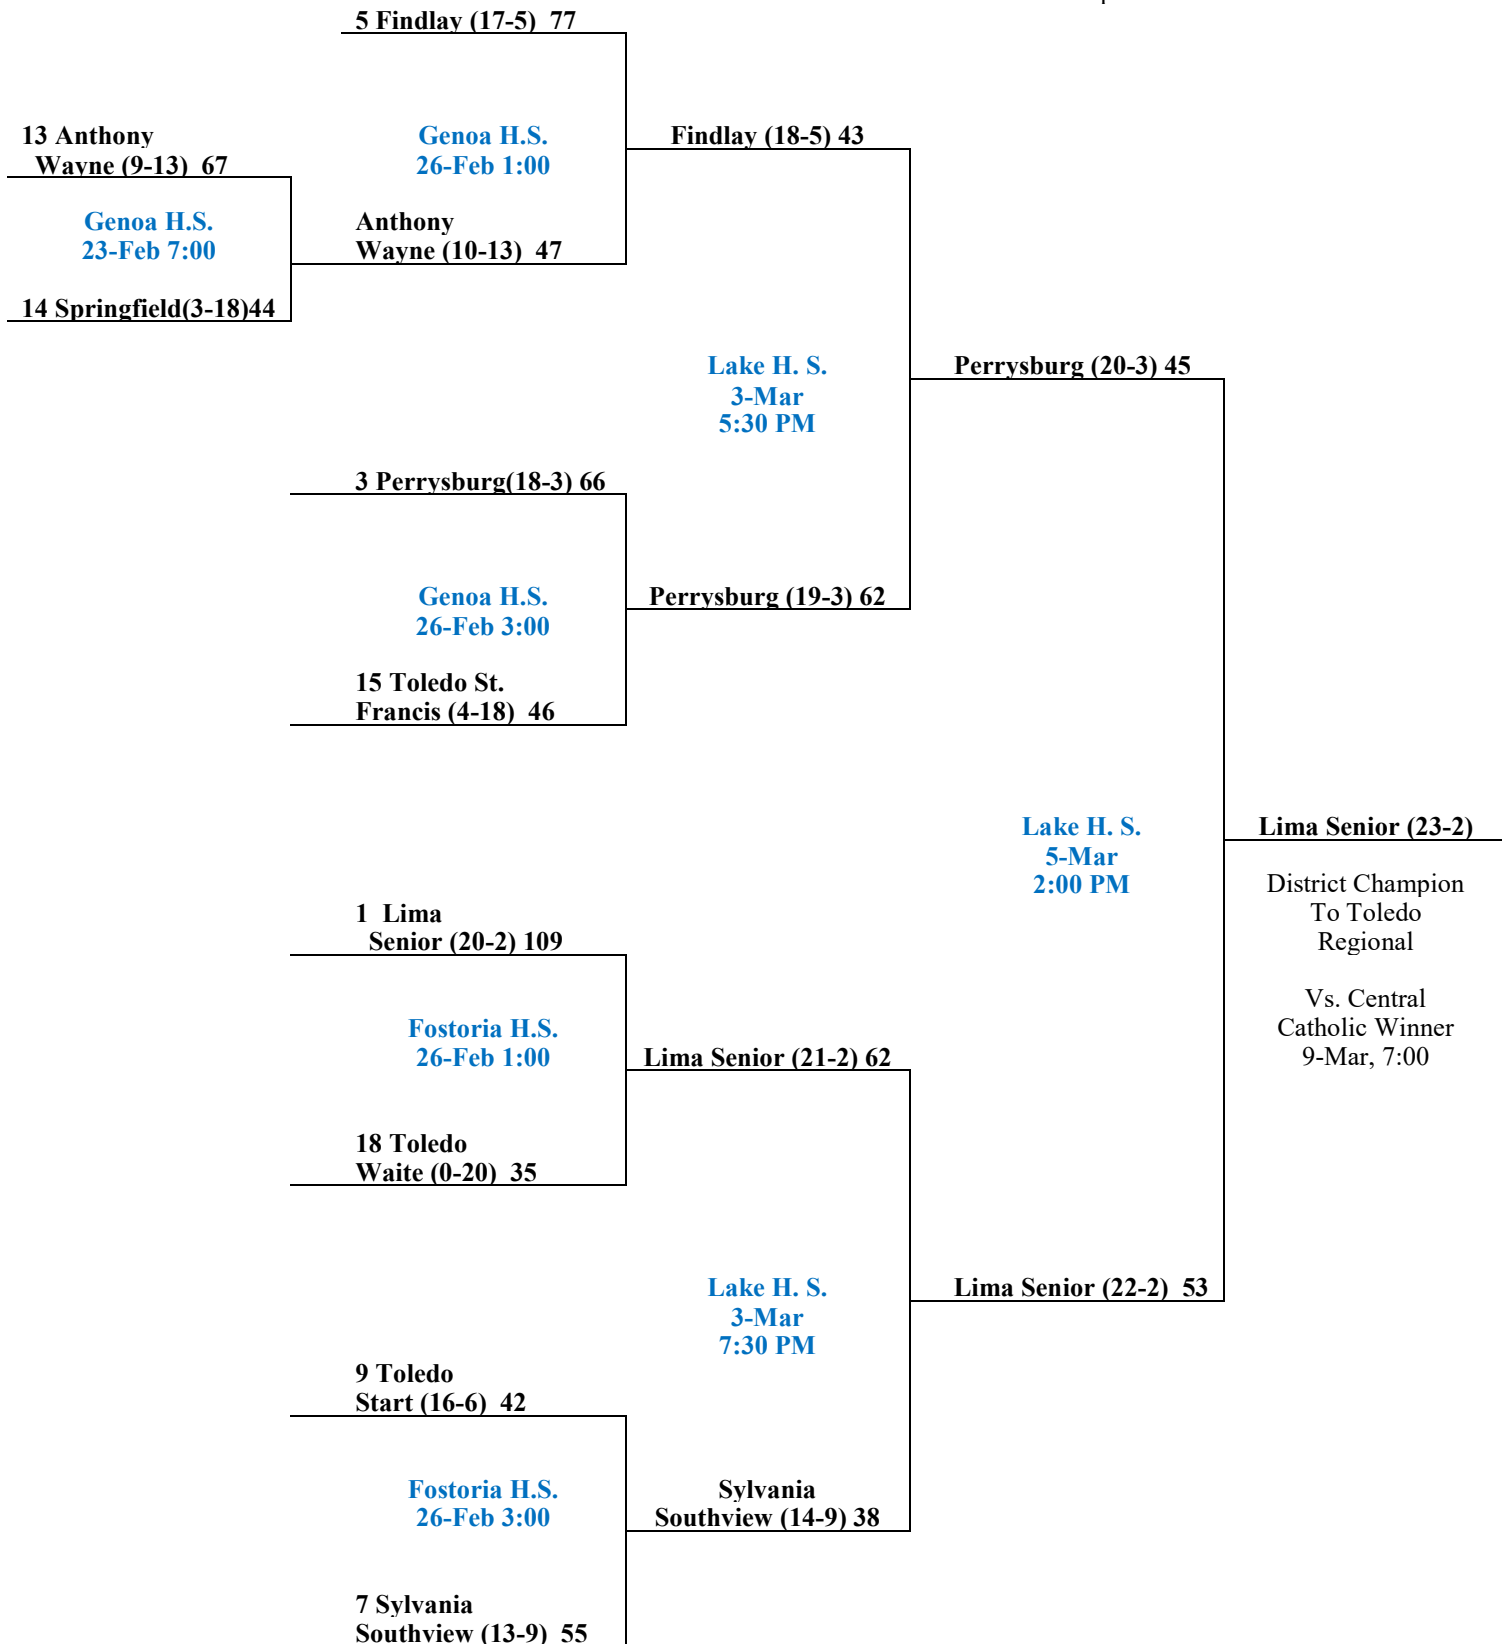 5 Findlay (17-5) 77
13 Anthony
Wayne (9-13) 67
Genoa H.S.
26-Feb 1:00
Findlay (18-5) 43
Genoa H.S.
23-Feb 7:00
Anthony
Wayne (10-13) 47
14 Springfield(3-18)44
Lake H. S.
3-Mar
5:30 PM
Perrysburg (20-3) 45
3 Perrysburg(18-3) 66
Genoa H.S.
26-Feb 3:00
Perrysburg (19-3) 62
15 Toledo St.
Francis (4-18) 46
Lake H. S.
5-Mar
2:00 PM
Lima Senior (23-2)
District Champion
To Toledo
Regional
Vs. Central
Catholic Winner
9-Mar, 7:00
1 Lima
Senior (20-2) 109
Fostoria H.S.
26-Feb 1:00
Lima Senior (21-2) 62
18 Toledo
Waite (0-20) 35
Lake H. S.
3-Mar
7:30 PM
Lima Senior (22-2) 53
9 Toledo
Start (16-6) 42
Fostoria H.S.
26-Feb 3:00
Sylvania
Southview (14-9) 38
7 Sylvania
Southview (13-9) 55